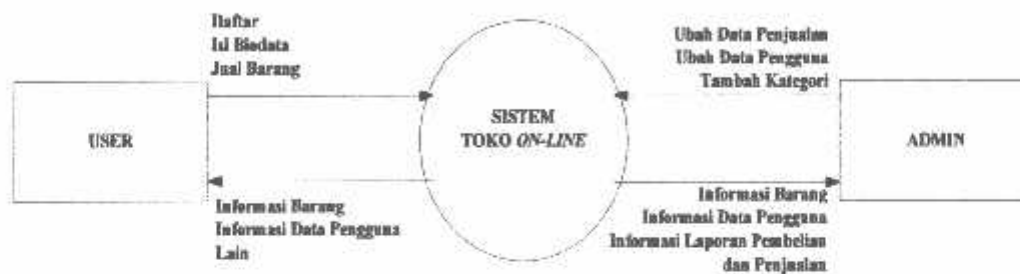 Daftar
Isi Biodata
Jual Barang
Ubah Data Penjualan
Ubah Data Pengguna
Tambah Kategori
USER
SISTEM
TOKO ON-LINE
ADMIN
Informasi Barang
Informasi Data Pengguna
Lain
Informasi Barang
Informasi Data Pengguna
Informasi Laporan Pembelian
dan Penjualan